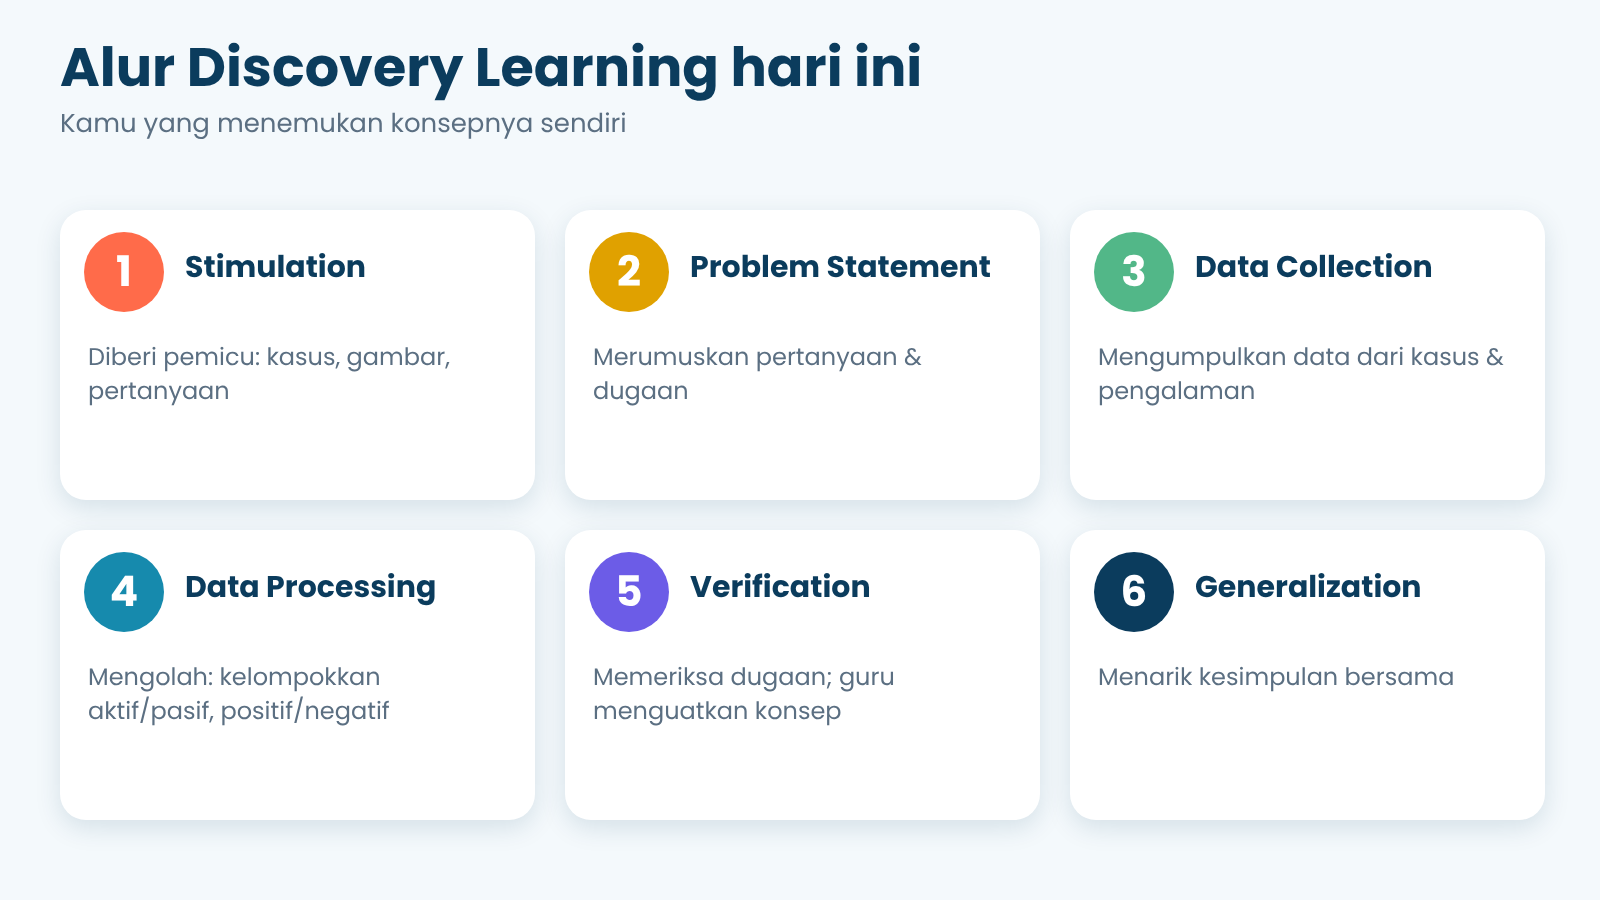 Alur Discovery Learning hari ini
Kamu yang menemukan konsepnya sendiri
1 Stimulation
Diberi pemicu: kasus, gambar,
pertanyaan
2 Problem Statement
Merumuskan pertanyaan &
dugaan
3 Data Collection
Mengumpulkan data dari kasus &
pengalaman
4 Data Processing
Mengolah: kelompokkan
aktif/pasif, positif/negatif
5 Verification
Memeriksa dugaan; guru
menguatkan konsep
6 Generalization
Menarik kesimpulan bersama